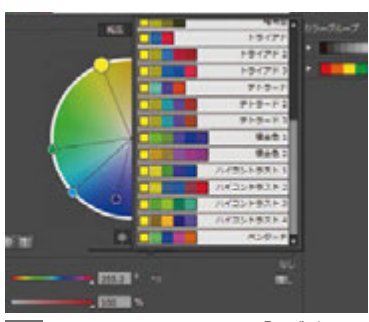 カラーグループ
トライアド
トライアド 2
トライアド 3
テトラード
テトラード 2
テトラード 3
複合色 1
複合色 2
ハイコントラスト 1
ハイコントラスト 2
ハイコントラスト 3
ハイコントラスト 4
ペンタード
なし
%